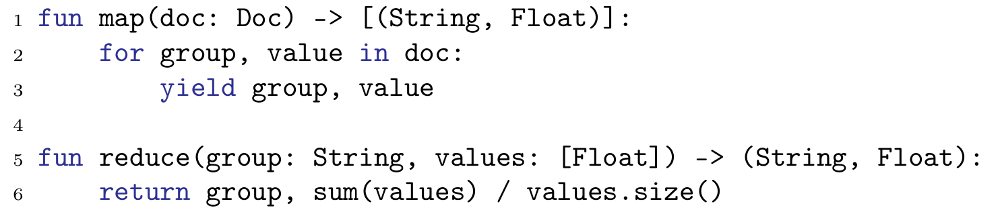 1 fun map(doc: Doc) -> [(String, Float)]:
2     for group, value in doc:
3         yield group, value
4
5 fun reduce(group: String, values: [Float]) -> (String, Float):
6     return group, sum(values) / values.size()